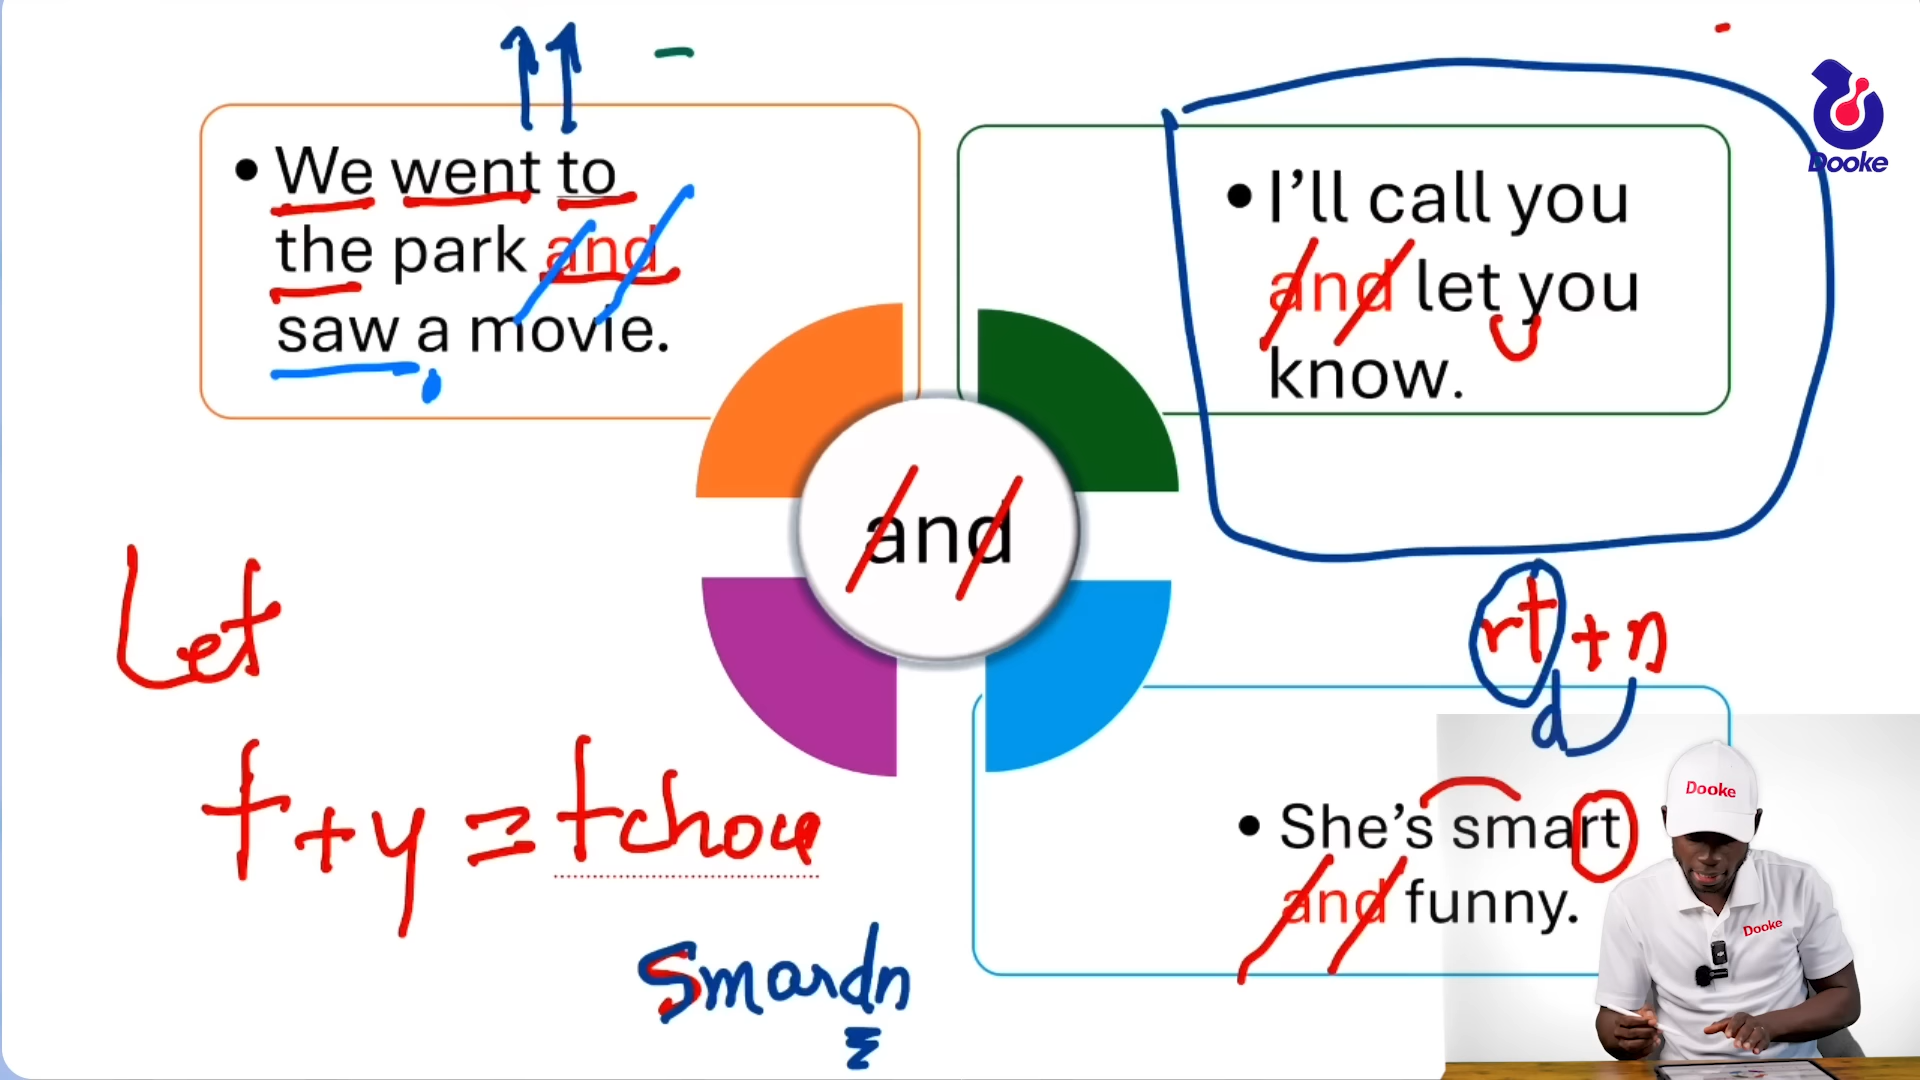 We went to
the park and
saw a movie.
I'll call you
and let you
know.
Dooke
and
Let
t+y = tchou
rt + n
d
She's smart
and funny.
smardn
Dooke
Dooke